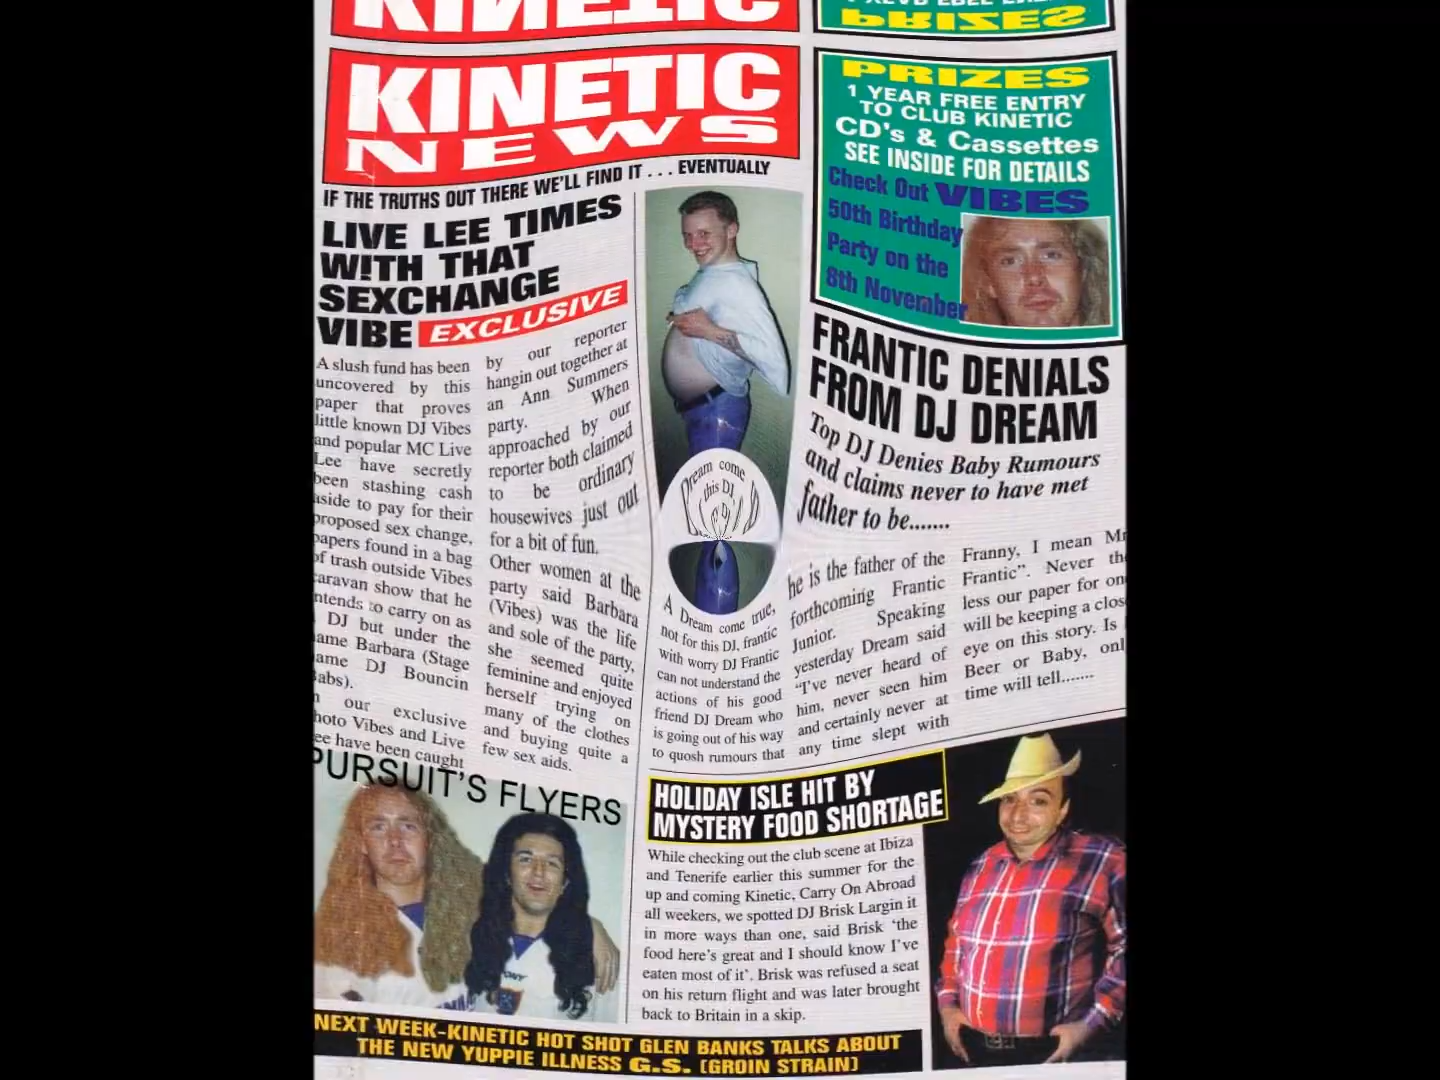 KINETIC
PRIZES
KINETIC
NEWS
IF THE TRUTHS OUT THERE WE'LL FIND IT . . . EVENTUALLY
PRIZES
1 YEAR FREE ENTRY
TO CLUB KINETIC
CD's & Cassettes
SEE INSIDE FOR DETAILS
Check Out VIBES
50th Birthday
Party on the
8th November
LIVE LEE TIMES
W!TH THAT
SEXCHANGE
VIBE EXCLUSIVE
A slush fund has been
uncovered by this
paper that proves
little known DJ Vibes
and popular MC Live
Lee have secretly
been stashing cash
aside to pay for their
proposed sex change,
papers found in a bag
of trash outside Vibes
caravan show that he
ntends to carry on as
DJ but under the
ame Barbara (Stage
ame DJ Bouncin
abs).
our exclusive
hoto Vibes and Live
ee have been caught
by our reporter
hangin out together at
an Ann Summers
party. When
approached by our
reporter both claimed
to be ordinary
housewives just out
for a bit of fun.
Other women at the
party said Barbara
(Vibes) was the life
and sole of the party,
she seemed quite
feminine and enjoyed
herself trying on
many of the clothes
and buying quite a
few sex aids.
PURSUIT'S FLYERS
Dream come
this DJ,
A Dream come true,
not for this DJ, frantic
With worry DJ Frantic
can not understand the
actions of his good
friend DJ Dream who
is going out of his way
to quosh rumours that
FRANTIC DENIALS
FROM DJ DREAM
Top DJ Denies Baby Rumours
and claims never to have met
father to be.......
he is the father of the
forthcoming Frantic
Junior. Speaking
yesterday Dream said
"I've never heard of
him, never seen him
and certainly never at
any time slept with
Franny, I mean Mr
Frantic". Never th
less our paper for on
will be keeping a clos
eye on this story. Is
Beer or Baby, onl
time will tell.......
HOLIDAY ISLE HIT BY
MYSTERY FOOD SHORTAGE
While checking out the club scene at Ibiza
and Tenerife earlier this summer for the
up and coming Kinetic, Carry On Abroad
all weekers, we spotted DJ Brisk Largin it
in more ways than one, said Brisk 'the
food here's great and I should know I've
eaten most of it'. Brisk was refused a seat
on his return flight and was later brought
back to Britain in a skip.
NEXT WEEK-KINETIC HOT SHOT GLEN BANKS TALKS ABOUT
THE NEW YUPPIE ILLNESS G.S. (GROIN STRAIN)